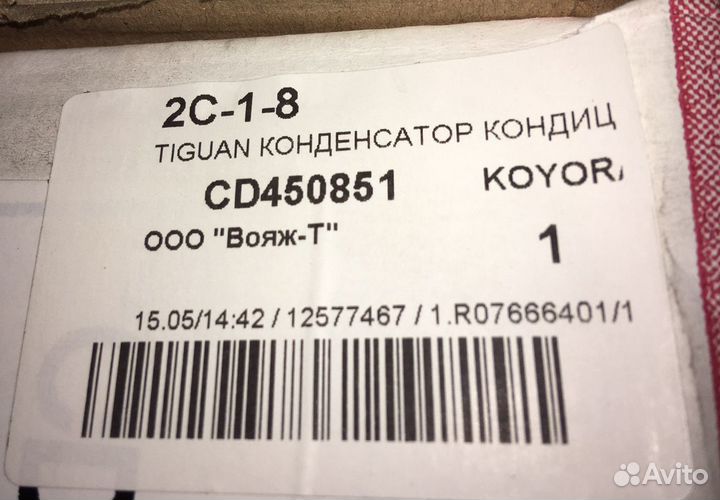 2C-1-8
TIGUAN КОНДЕНСАТОР КОНДИЦ
CD450851 KOYOR
ООО "Вояж-Т" 1
15.05/14:42 / 12577467 / 1.R07666401/1
Avito